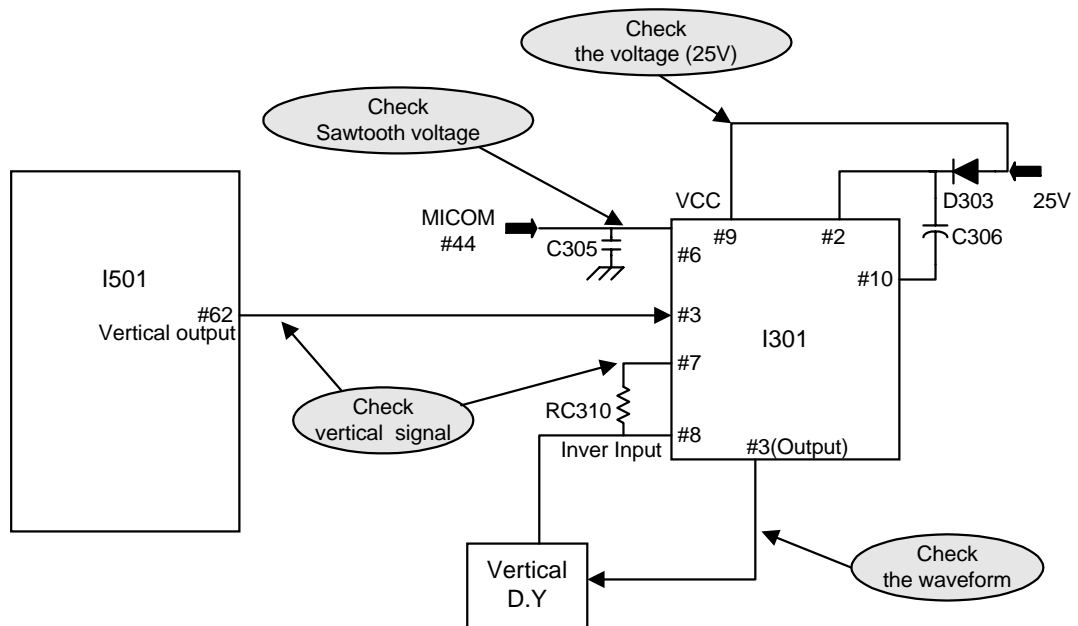 Check
the voltage (25V)
Check
Sawtooth voltage
VCC
D303
25V
MICOM
#44
C305
#9
#2
C306
#6
#10
I501
#62
Vertical output
#3
I301
#7
Check
vertical signal
RC310
#8
Inver Input
#3(Output)
Check
the waveform
Vertical
D.Y